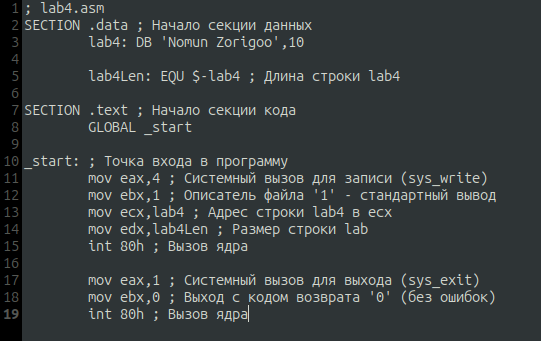 1 ; lab4.asm
2 SECTION .data ; Начало секции данных
3 lab4: DB 'Nomun Zorigoo',10
4
5 lab4Len: EQU $-lab4 ; Длина строки lab4
6
7 SECTION .text ; Начало секции кода
8 GLOBAL _start
9
10 _start: ; Точка входа в программу
11 mov eax,4 ; Системный вызов для записи (sys_write)
12 mov ebx,1 ; Описатель файла '1' - стандартный вывод
13 mov ecx,lab4 ; Адрес строки lab4 в ecx
14 mov edx,lab4Len ; Размер строки lab
15 int 80h ; Вызов ядра
16
17 mov eax,1 ; Системный вызов для выхода (sys_exit)
18 mov ebx,0 ; Выход с кодом возврата '0' (без ошибок)
19 int 80h ; Вызов ядра